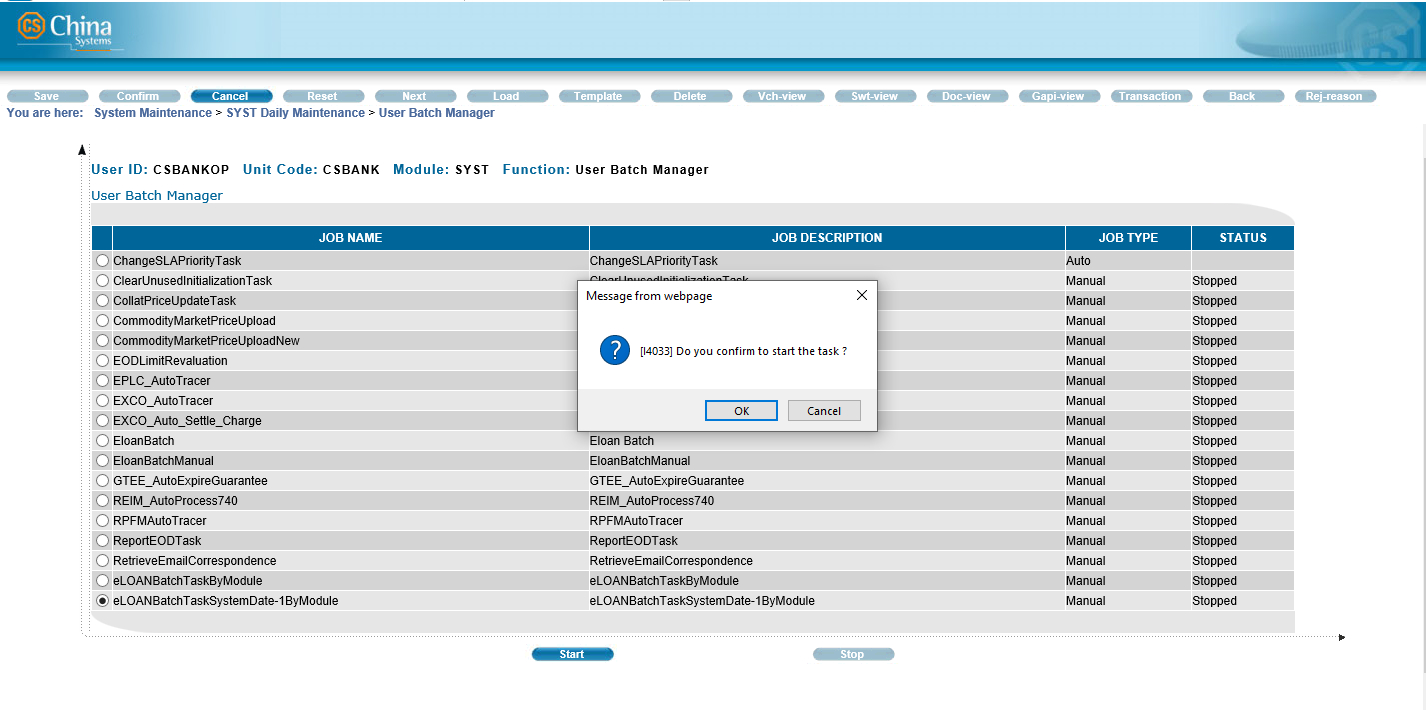 CS China
Systems
Save Confirm Cancel Reset Next Load Template Delete Vch-view Swt-view Doc-view Gapi-view Transaction Back Rej-reason
You are here: System Maintenance > SYST Daily Maintenance > User Batch Manager
User ID: CSBANKOP Unit Code: CSBANK Module: SYST Function: User Batch Manager
User Batch Manager
JOB NAME JOB DESCRIPTION JOB TYPE STATUS
ChangeSLAPriorityTask ChangeSLAPriorityTask Auto
ClearUnusedInitializationTask ClearUnusedInitializationTask Manual Stopped
CollatPriceUpdateTask Manual Stopped
CommodityMarketPriceUpload Manual Stopped
CommodityMarketPriceUploadNew Manual Stopped
EODLimitRevaluation Manual Stopped
EPLC_AutoTracer Manual Stopped
EXCO_AutoTracer Manual Stopped
EXCO_Auto_Settle_Charge Manual Stopped
EloanBatch Eloan Batch Manual Stopped
EloanBatchManual EloanBatchManual Manual Stopped
GTEE_AutoExpireGuarantee GTEE_AutoExpireGuarantee Manual Stopped
REIM_AutoProcess740 REIM_AutoProcess740 Manual Stopped
RPFMAutoTracer RPFMAutoTracer Manual Stopped
ReportEODTask ReportEODTask Manual Stopped
RetrieveEmailCorrespondence RetrieveEmailCorrespondence Manual Stopped
eLOANBatchTaskByModule eLOANBatchTaskByModule Manual Stopped
eLOANBatchTaskSystemDate-1ByModule eLOANBatchTaskSystemDate-1ByModule Manual Stopped
Message from webpage
[I4033] Do you confirm to start the task ?
OK Cancel
Start Stop